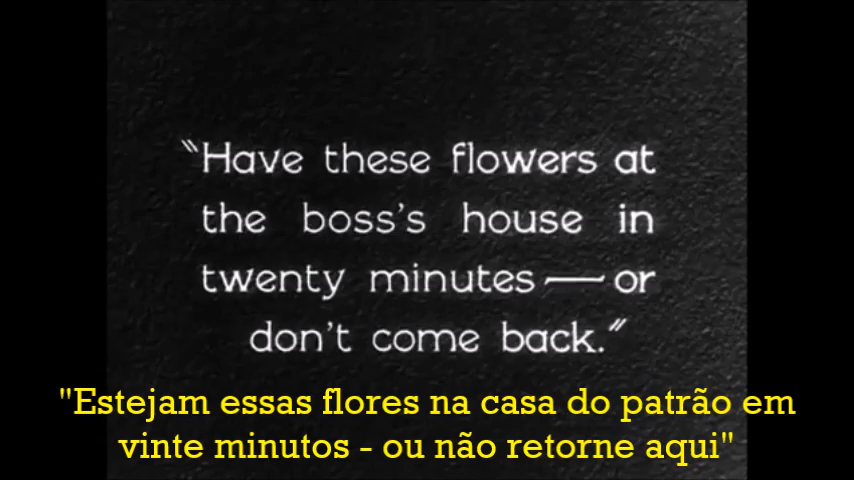 "Have these flowers at
the boss's house in
twenty minutes — or
don't come back."
"Estejam essas flores na casa do patrão em
vinte minutos - ou não retorne aqui"